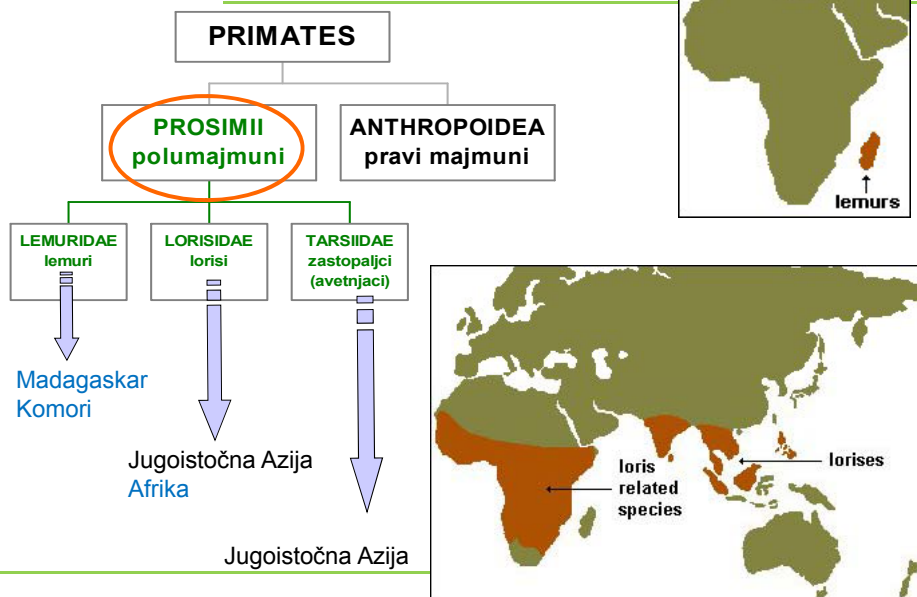 PRIMATES
PROSIMII
polumajmuni
ANTHROPOIDEA
pravi majmuni
LEMURIDAE
lemuri
LORISIDAE
lorisi
TARSIIDAE
zastopaljci
(avetnjaci)
Madagaskar
Komori
Jugoistočna Azija
Afrika
Jugoistočna Azija
lemurs
loris
related
species
lorises